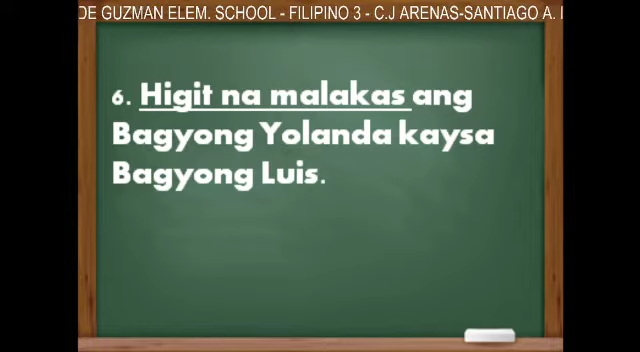 DE GUZMAN ELEM. SCHOOL - FILIPINO 3 - C.J ARENAS-SANTIAGO A.
6. Higit na malakas ang
Bagyong Yolanda kaysa
Bagyong Luis.